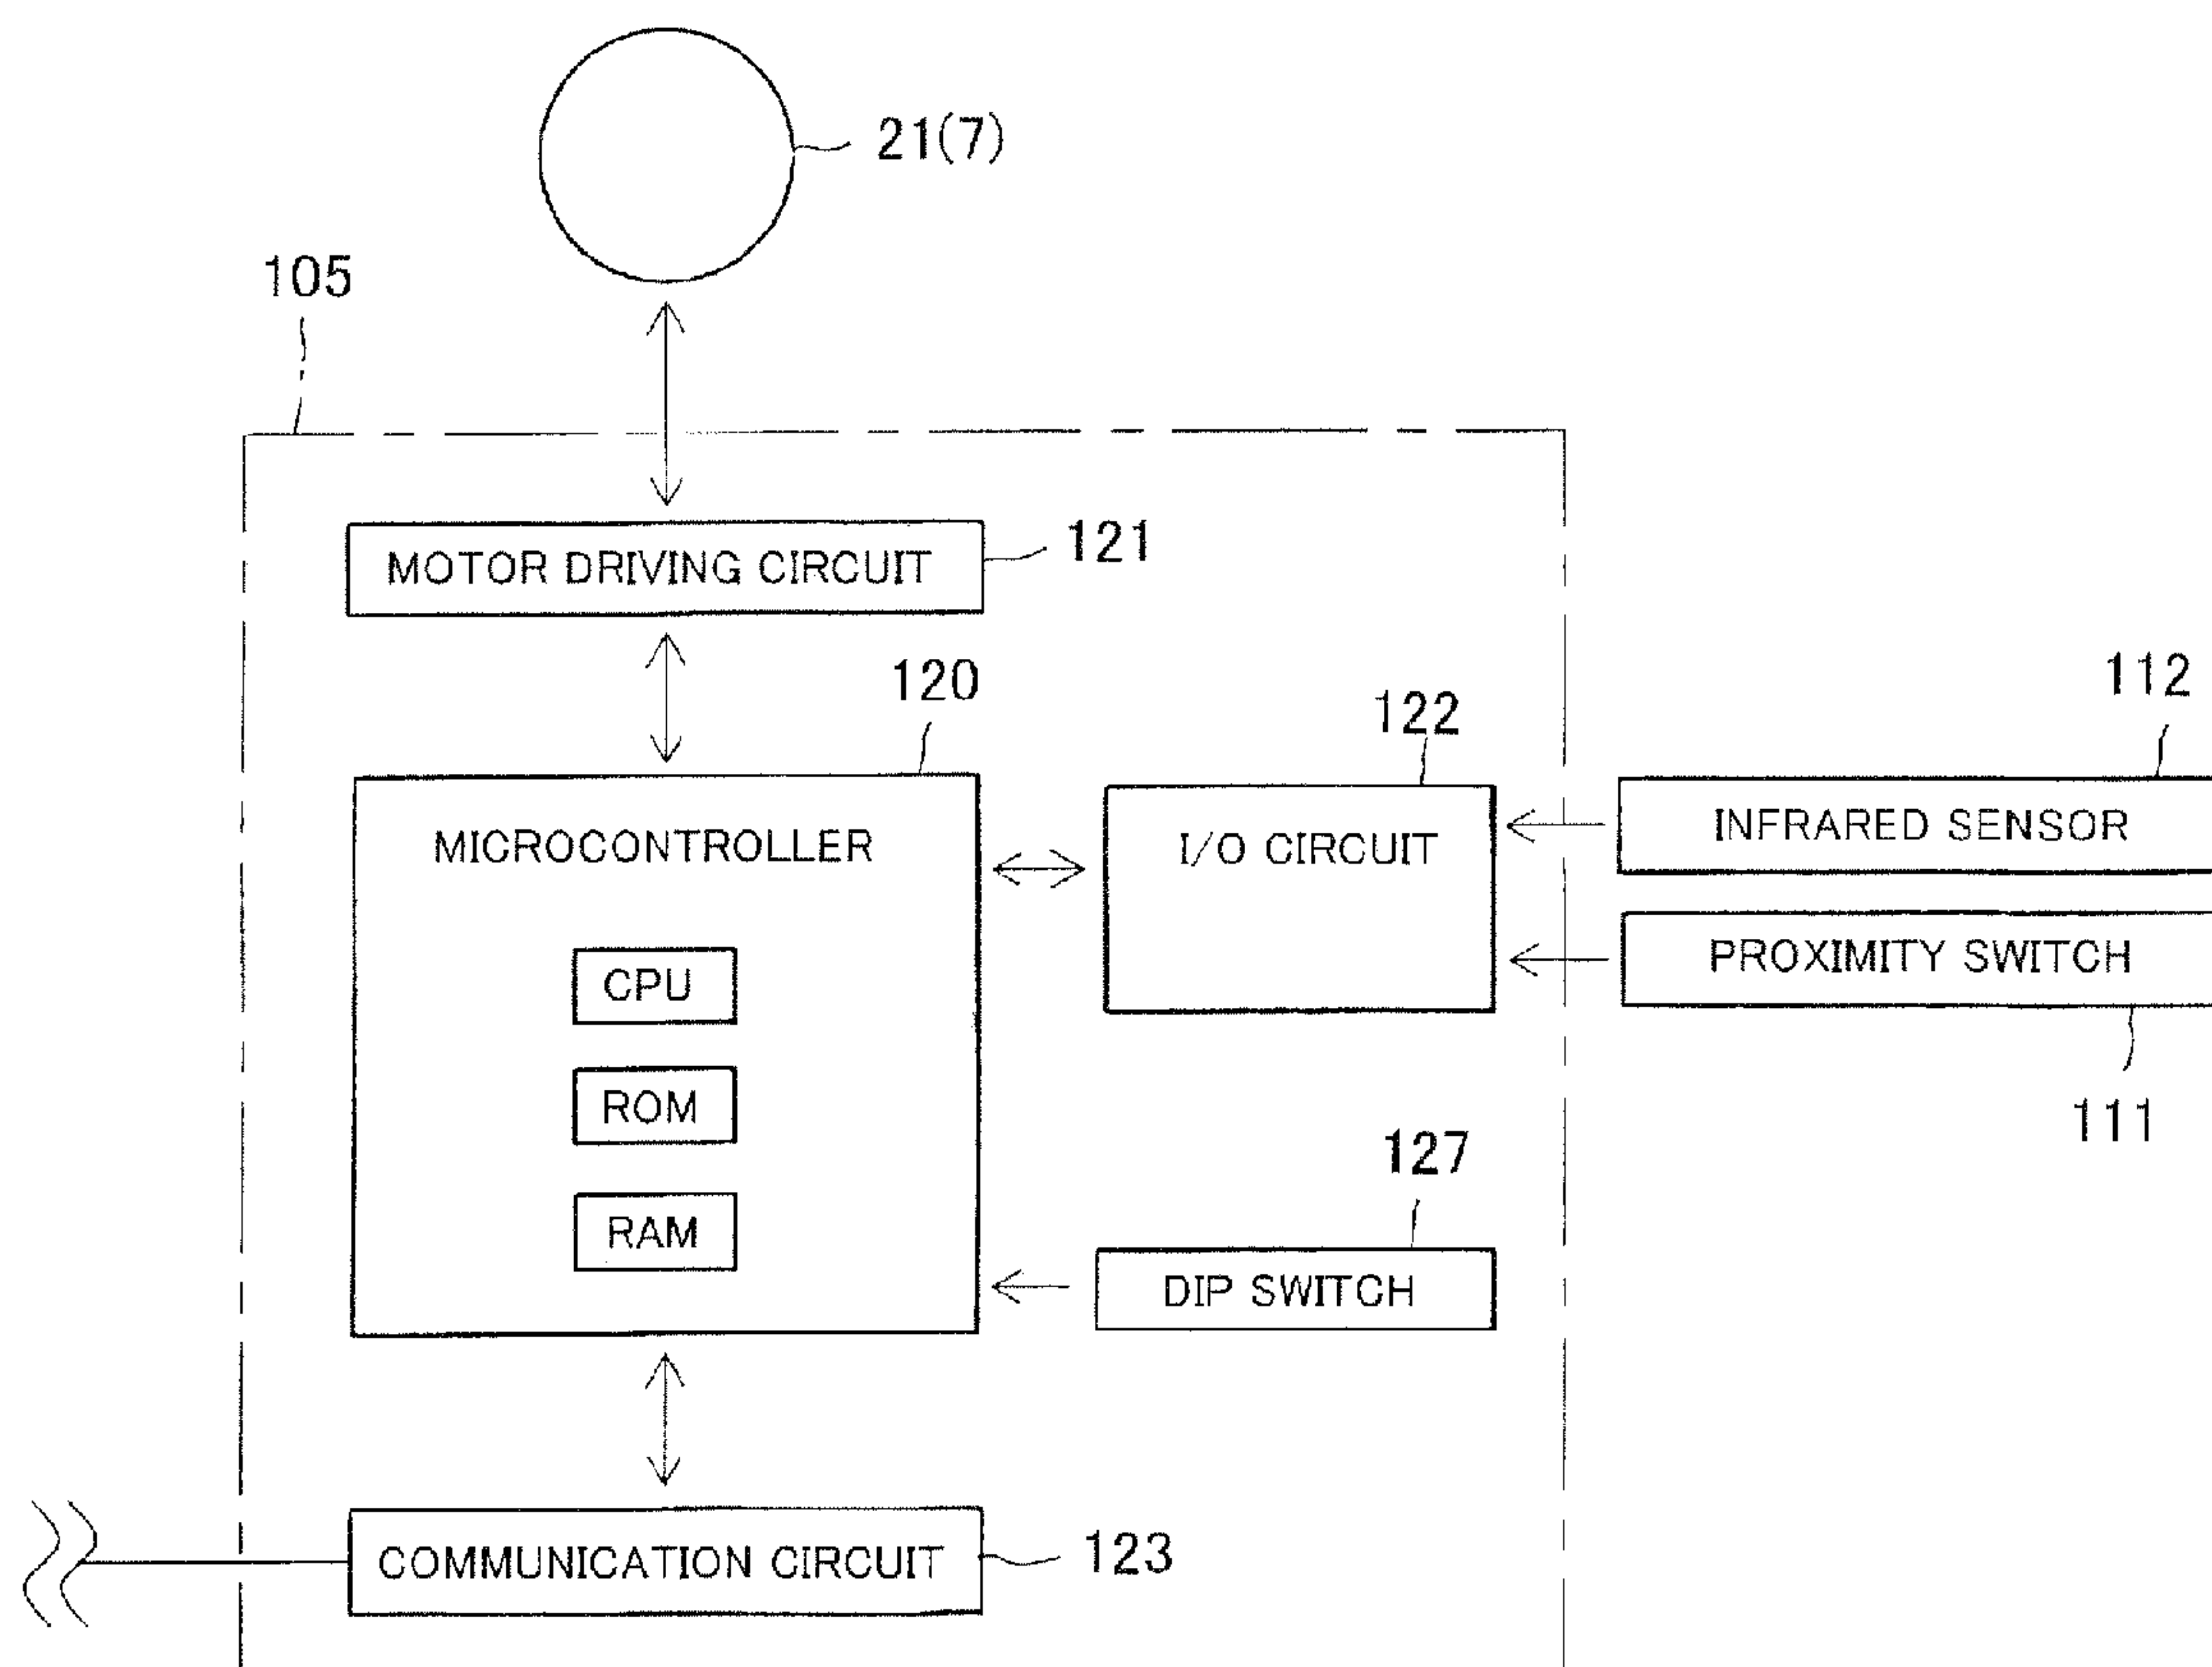 21(7)
105
MOTOR DRIVING CIRCUIT
121
120
122
112
MICROCONTROLLER
I/O CIRCUIT
INFRARED SENSOR
PROXIMITY SWITCH
CPU
ROM
111
127
RAM
DIP SWITCH
COMMUNICATION CIRCUIT
123